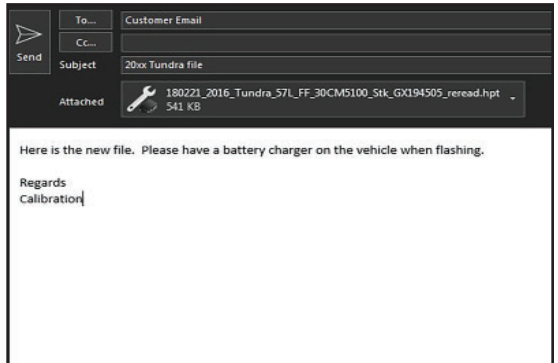 To...
Customer Email
Cc...
Send
Subject
20xx Tundra file
Attached
180221_2016_Tundra_57L_FF_30CM5100_Stk_GX194505_reread.hpt
541 KB
Here is the new file.  Please have a battery charger on the vehicle when flashing.
Regards
Calibration